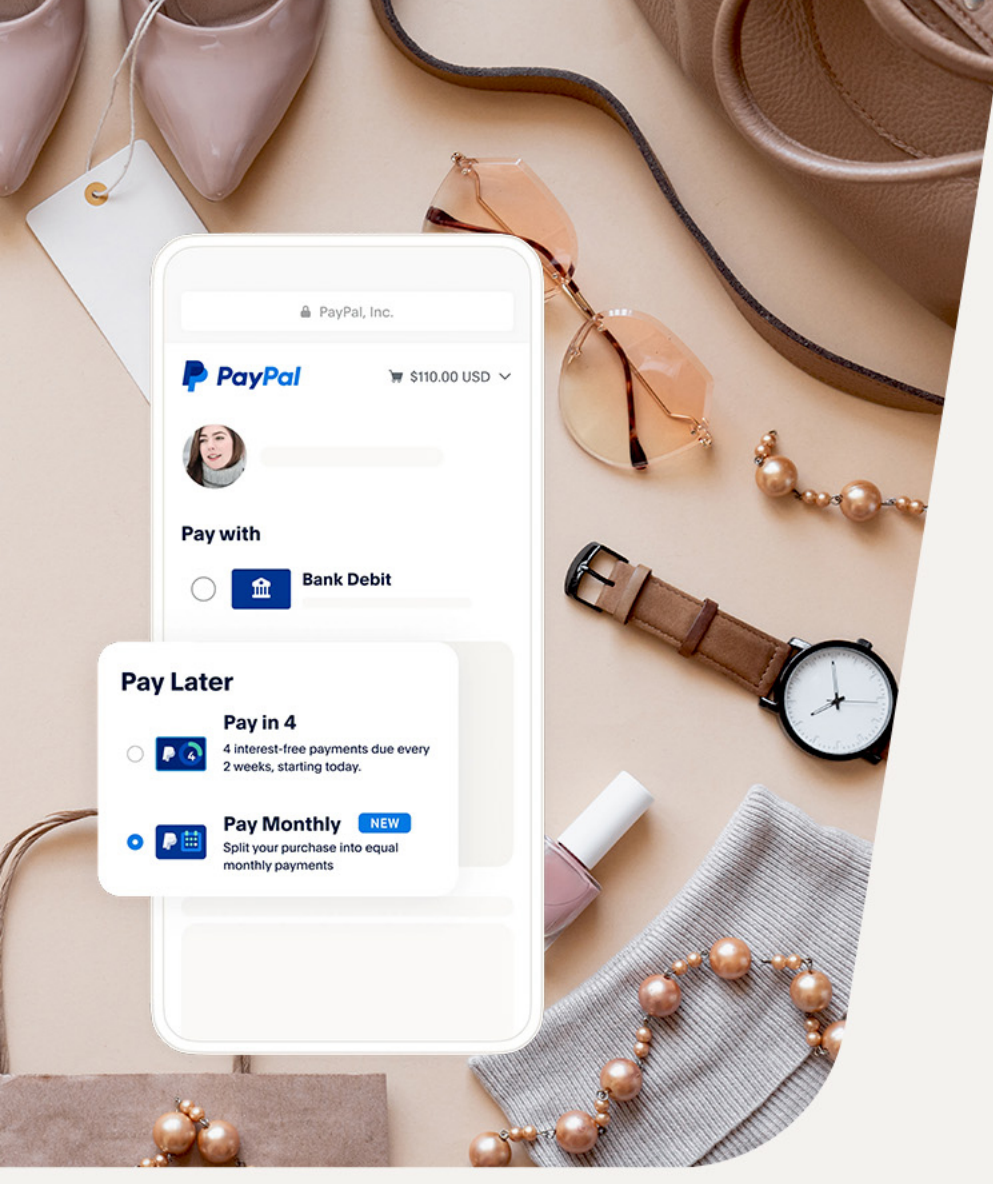 PayPal, Inc.
PayPal
$110.00 USD
Pay with
Bank Debit
Pay Later
Pay in 4
4
4 interest-free payments due every
2 weeks, starting today.
Pay Monthly NEW
Split your purchase into equal
monthly payments